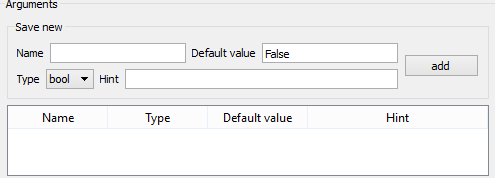 Arguments
Save new
Name Default value False
add
Type bool Hint
Name Type Default value Hint